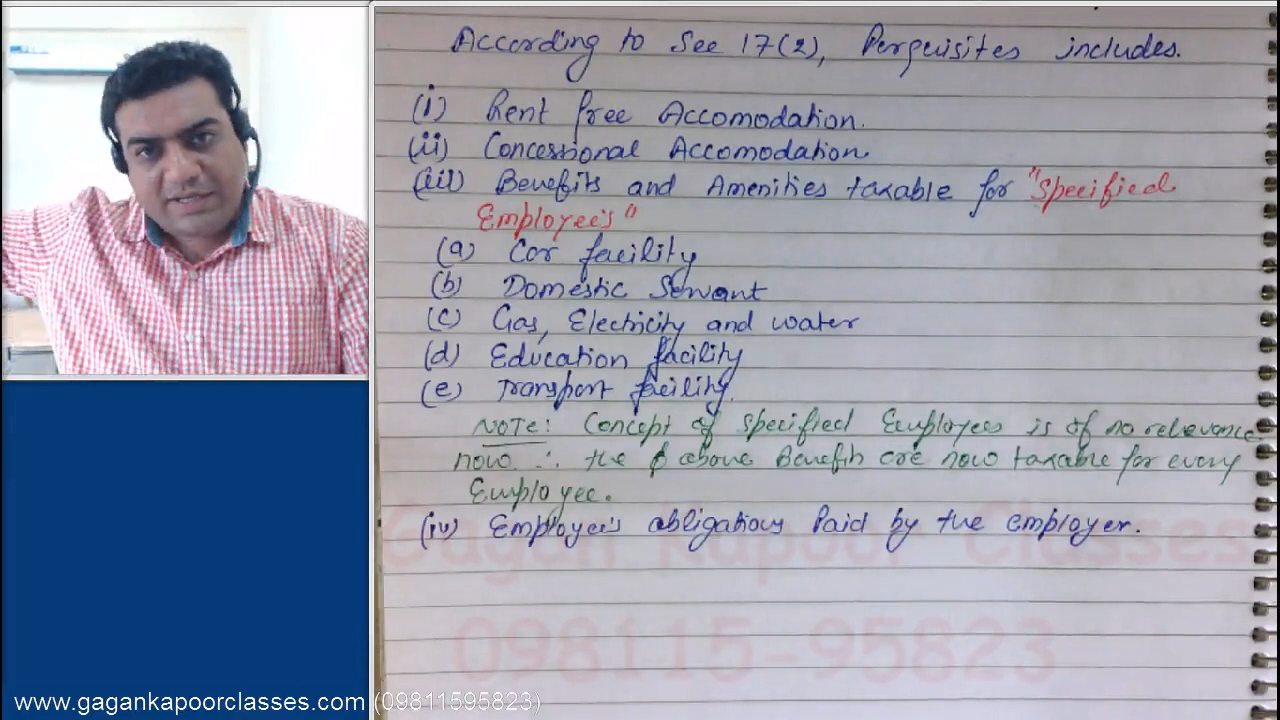 According to Sec 17(2), Perquisites includes.
(i) Rent free Accomodation.
(ii) Concessional Accomodation
(iii) Benefits and Amenities taxable for "Specified
Employee's"
(a) Car facility
(b) Domestic Servant
(c) Gas, Electricity and water
(d) Education facility
(e) Transport facility.
NOTE: Concept of specified Employees is of no relevance
now ∴ the above Benefits are now taxable for every
Employee.
(iv) Employee's obligations Paid by the employer.
Gagan Kapoor Classes
098115-95823
www.gagankapoorclasses.com (09811595823)